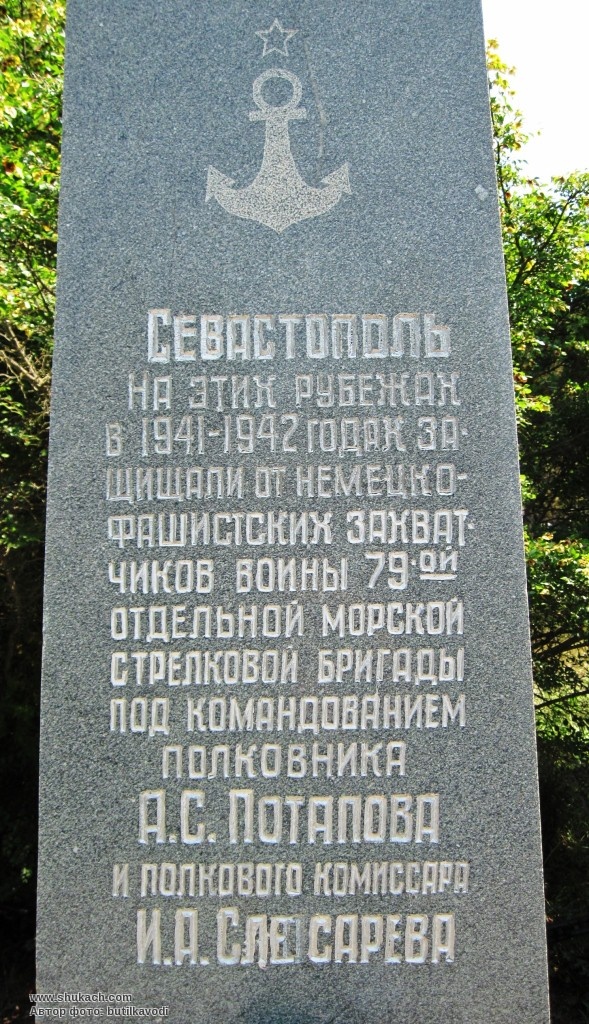 Севастополь
на этих рубежах
в 1941-1942 годах за-
щищали от немецко-
фашистских захват-
чиков воины 79-ой
отдельной морской
стрелковой бригады
под командованием
полковника
А.С. Потапова
и полкового комиссара
И.А. Слесарева
www.shukach.com
Автор фото: butilkavodi